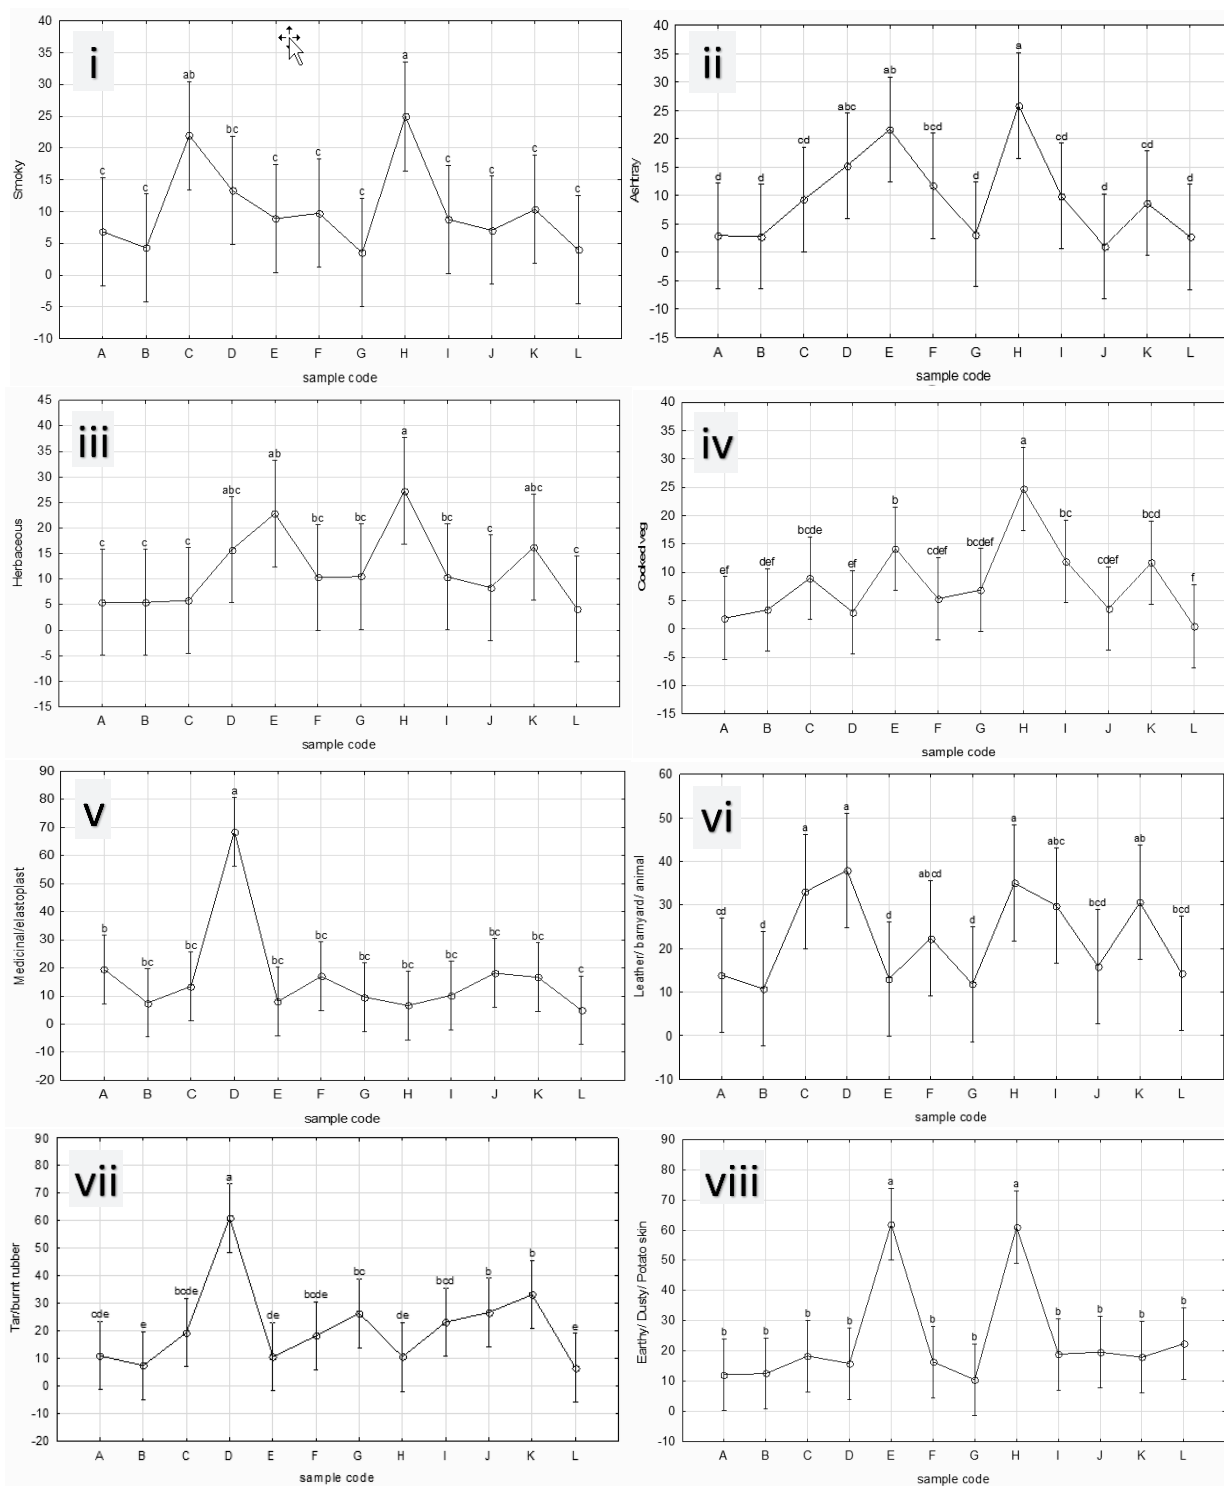 i
Smoky
40
35
30
25
20
15
10
5
0
-5
-10
c c ab bc c c c a c c c c
A B C D E F G H I J K L
sample code
ii
Ashtray
40
35
30
25
20
15
10
5
0
-5
-10
-15
d d cd abc ab bcd d a cd d cd d
A B C D E F G H I J K L
sample code
iii
Herbaceous
45
40
35
30
25
20
15
10
5
0
-5
-10
-15
c c c abc ab bc bc a bc c abc c
A B C D E F G H I J K L
sample code
iv
Cooked veg
40
35
30
25
20
15
10
5
0
-5
-10
-15
ef def bcde ef b cdef bcdef a bc cdef bcd f
A B C D E F G H I J K L
sample code
v
Medicinal/elastoplast
90
80
70
60
50
40
30
20
10
0
-10
-20
b bc bc a bc bc bc bc bc bc bc c
A B C D E F G H I J K L
sample code
vi
Leather/ barnyard/ animal
60
50
40
30
20
10
0
-10
cd d a a d abcd d a abc bcd ab bcd
A B C D E F G H I J K L
sample code
vii
Tar/burnt rubber
90
80
70
60
50
40
30
20
10
0
-10
-20
cde e bcde a de bcde bc de bcd b b e
A B C D E F G H I J K L
sample code
viii
Earthy/ Dusty/ Potato skin
90
80
70
60
50
40
30
20
10
0
-10
b b b b a b b a b b b b
A B C D E F G H I J K L
sample code